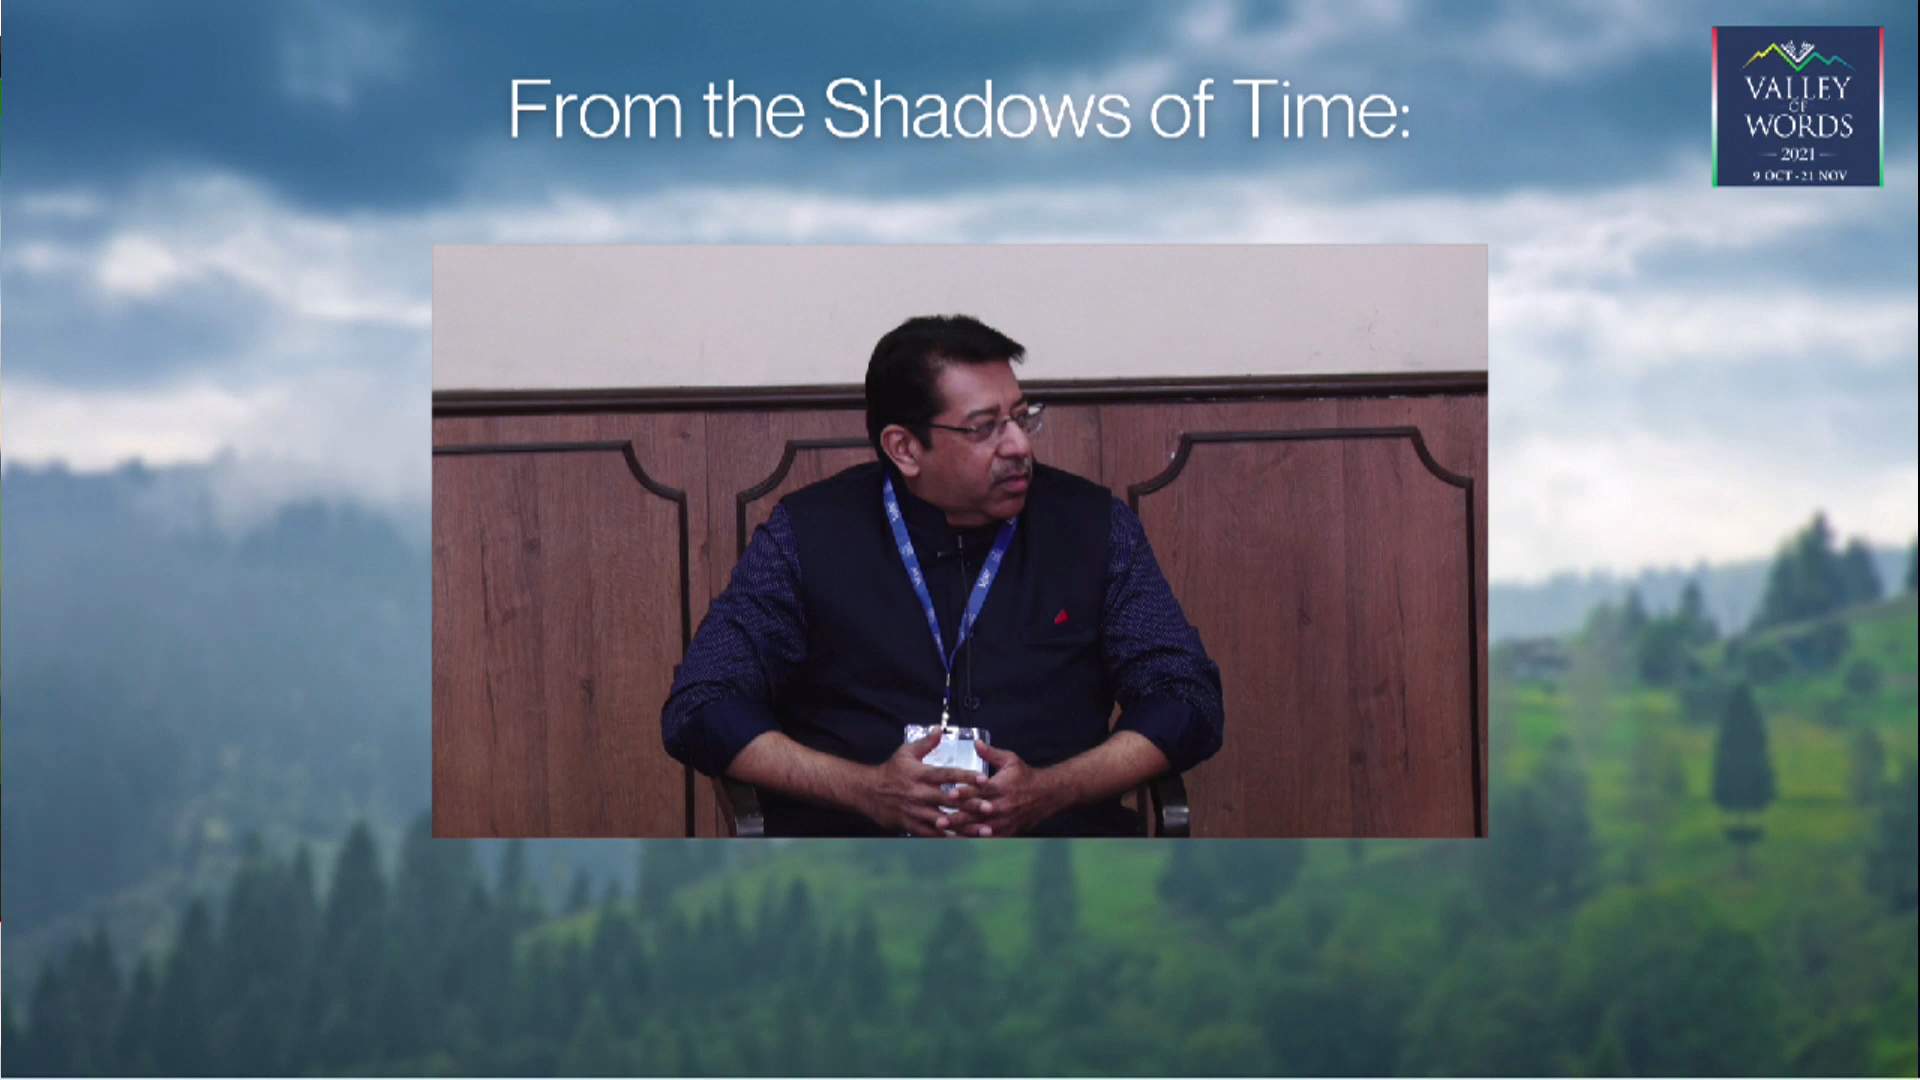 From the Shadows of Time:
VALLEY
OF
WORDS
2021
9 OCT - 21 NOV